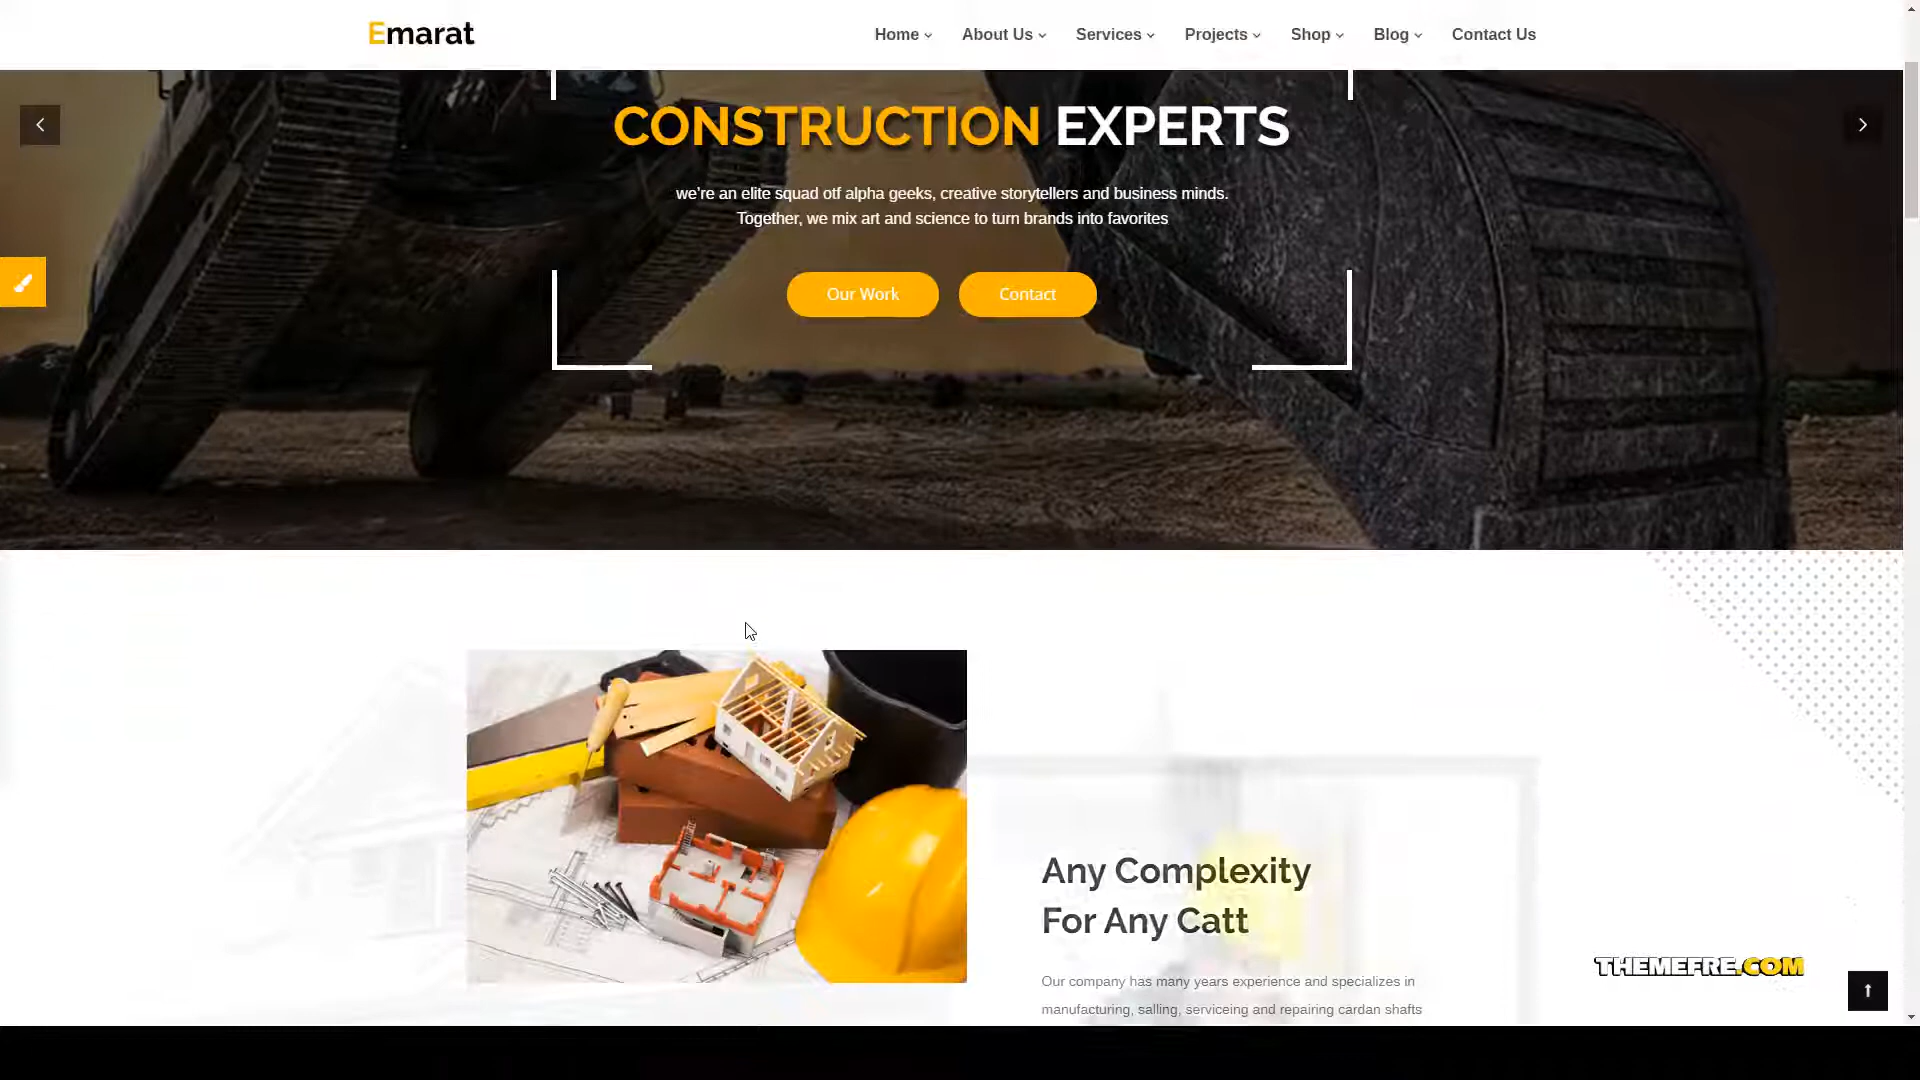 Emarat
Home About Us Services Projects Shop Blog Contact Us
CONSTRUCTION EXPERTS
we're an elite squad otf alpha geeks, creative storytellers and business minds.
Together, we mix art and science to turn brands into favorites
Our Work Contact
Any Complexity
For Any Catt
Our company has many years experience and specializes in
manufacturing, salling, serviceing and repairing cardan shafts
THEMEFRE.COM